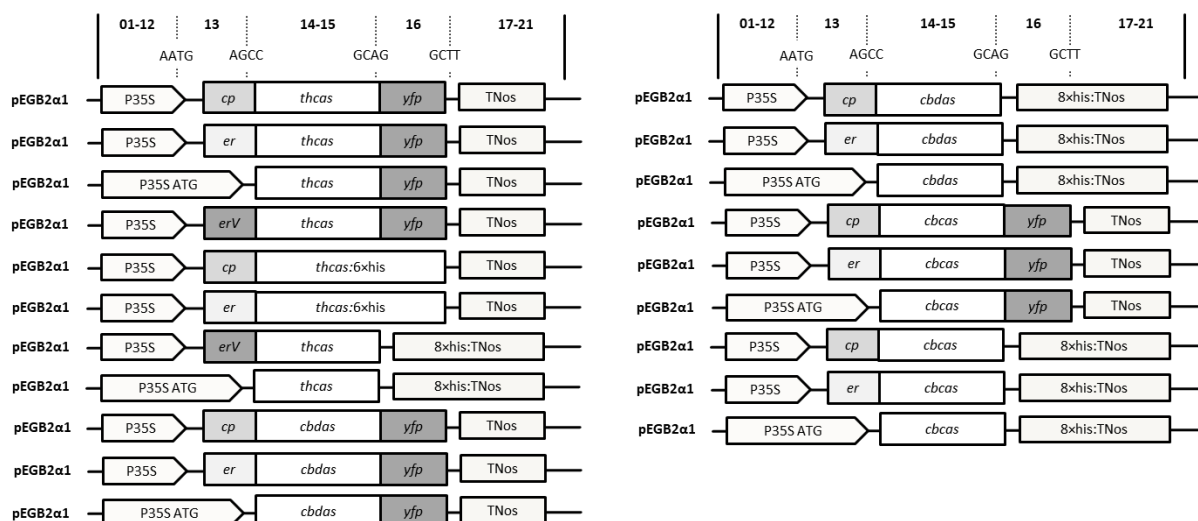 01-12 13 14-15 16 17-21
AATG AGCC GCAG GCTT
pEGB2α1 P35S cp thcas yfp TNos
pEGB2α1 P35S er thcas yfp TNos
pEGB2α1 P35S ATG thcas yfp TNos
pEGB2α1 P35S erV thcas yfp TNos
pEGB2α1 P35S cp thcas:6×his TNos
pEGB2α1 P35S er thcas:6×his TNos
pEGB2α1 P35S erV thcas 8×his:TNos
pEGB2α1 P35S ATG thcas 8×his:TNos
pEGB2α1 P35S cp cbdas yfp TNos
pEGB2α1 P35S er cbdas yfp TNos
pEGB2α1 P35S ATG cbdas yfp TNos
01-12 13 14-15 16 17-21
AATG AGCC GCAG GCTT
pEGB2α1 P35S cp cbdas 8×his:TNos
pEGB2α1 P35S er cbdas 8×his:TNos
pEGB2α1 P35S ATG cbdas 8×his:TNos
pEGB2α1 P35S cp cbcas yfp TNos
pEGB2α1 P35S er cbcas yfp TNos
pEGB2α1 P35S ATG cbcas yfp TNos
pEGB2α1 P35S cp cbcas 8×his:TNos
pEGB2α1 P35S er cbcas 8×his:TNos
pEGB2α1 P35S ATG cbcas 8×his:TNos